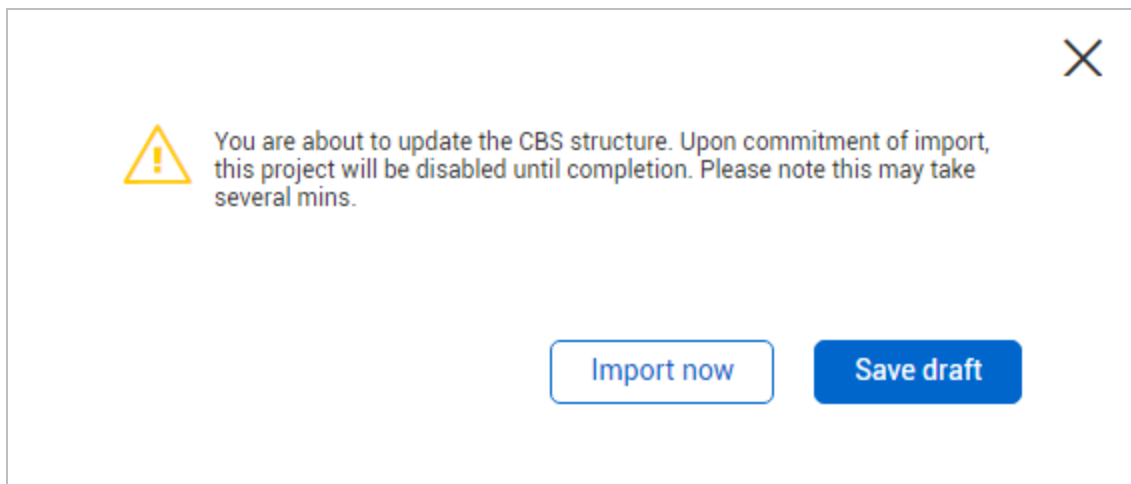 You are about to update the CBS structure. Upon commitment of import,
this project will be disabled until completion. Please note this may take
several mins.
Import now
Save draft